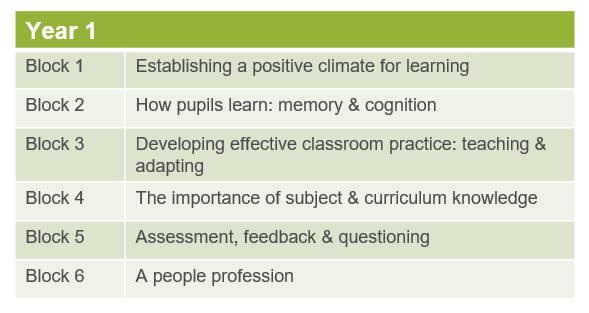 Year 1
Block 1 Establishing a positive climate for learning
Block 2 How pupils learn: memory & cognition
Block 3 Developing effective classroom practice: teaching &
adapting
Block 4 The importance of subject & curriculum knowledge
Block 5 Assessment, feedback & questioning
Block 6 A people profession